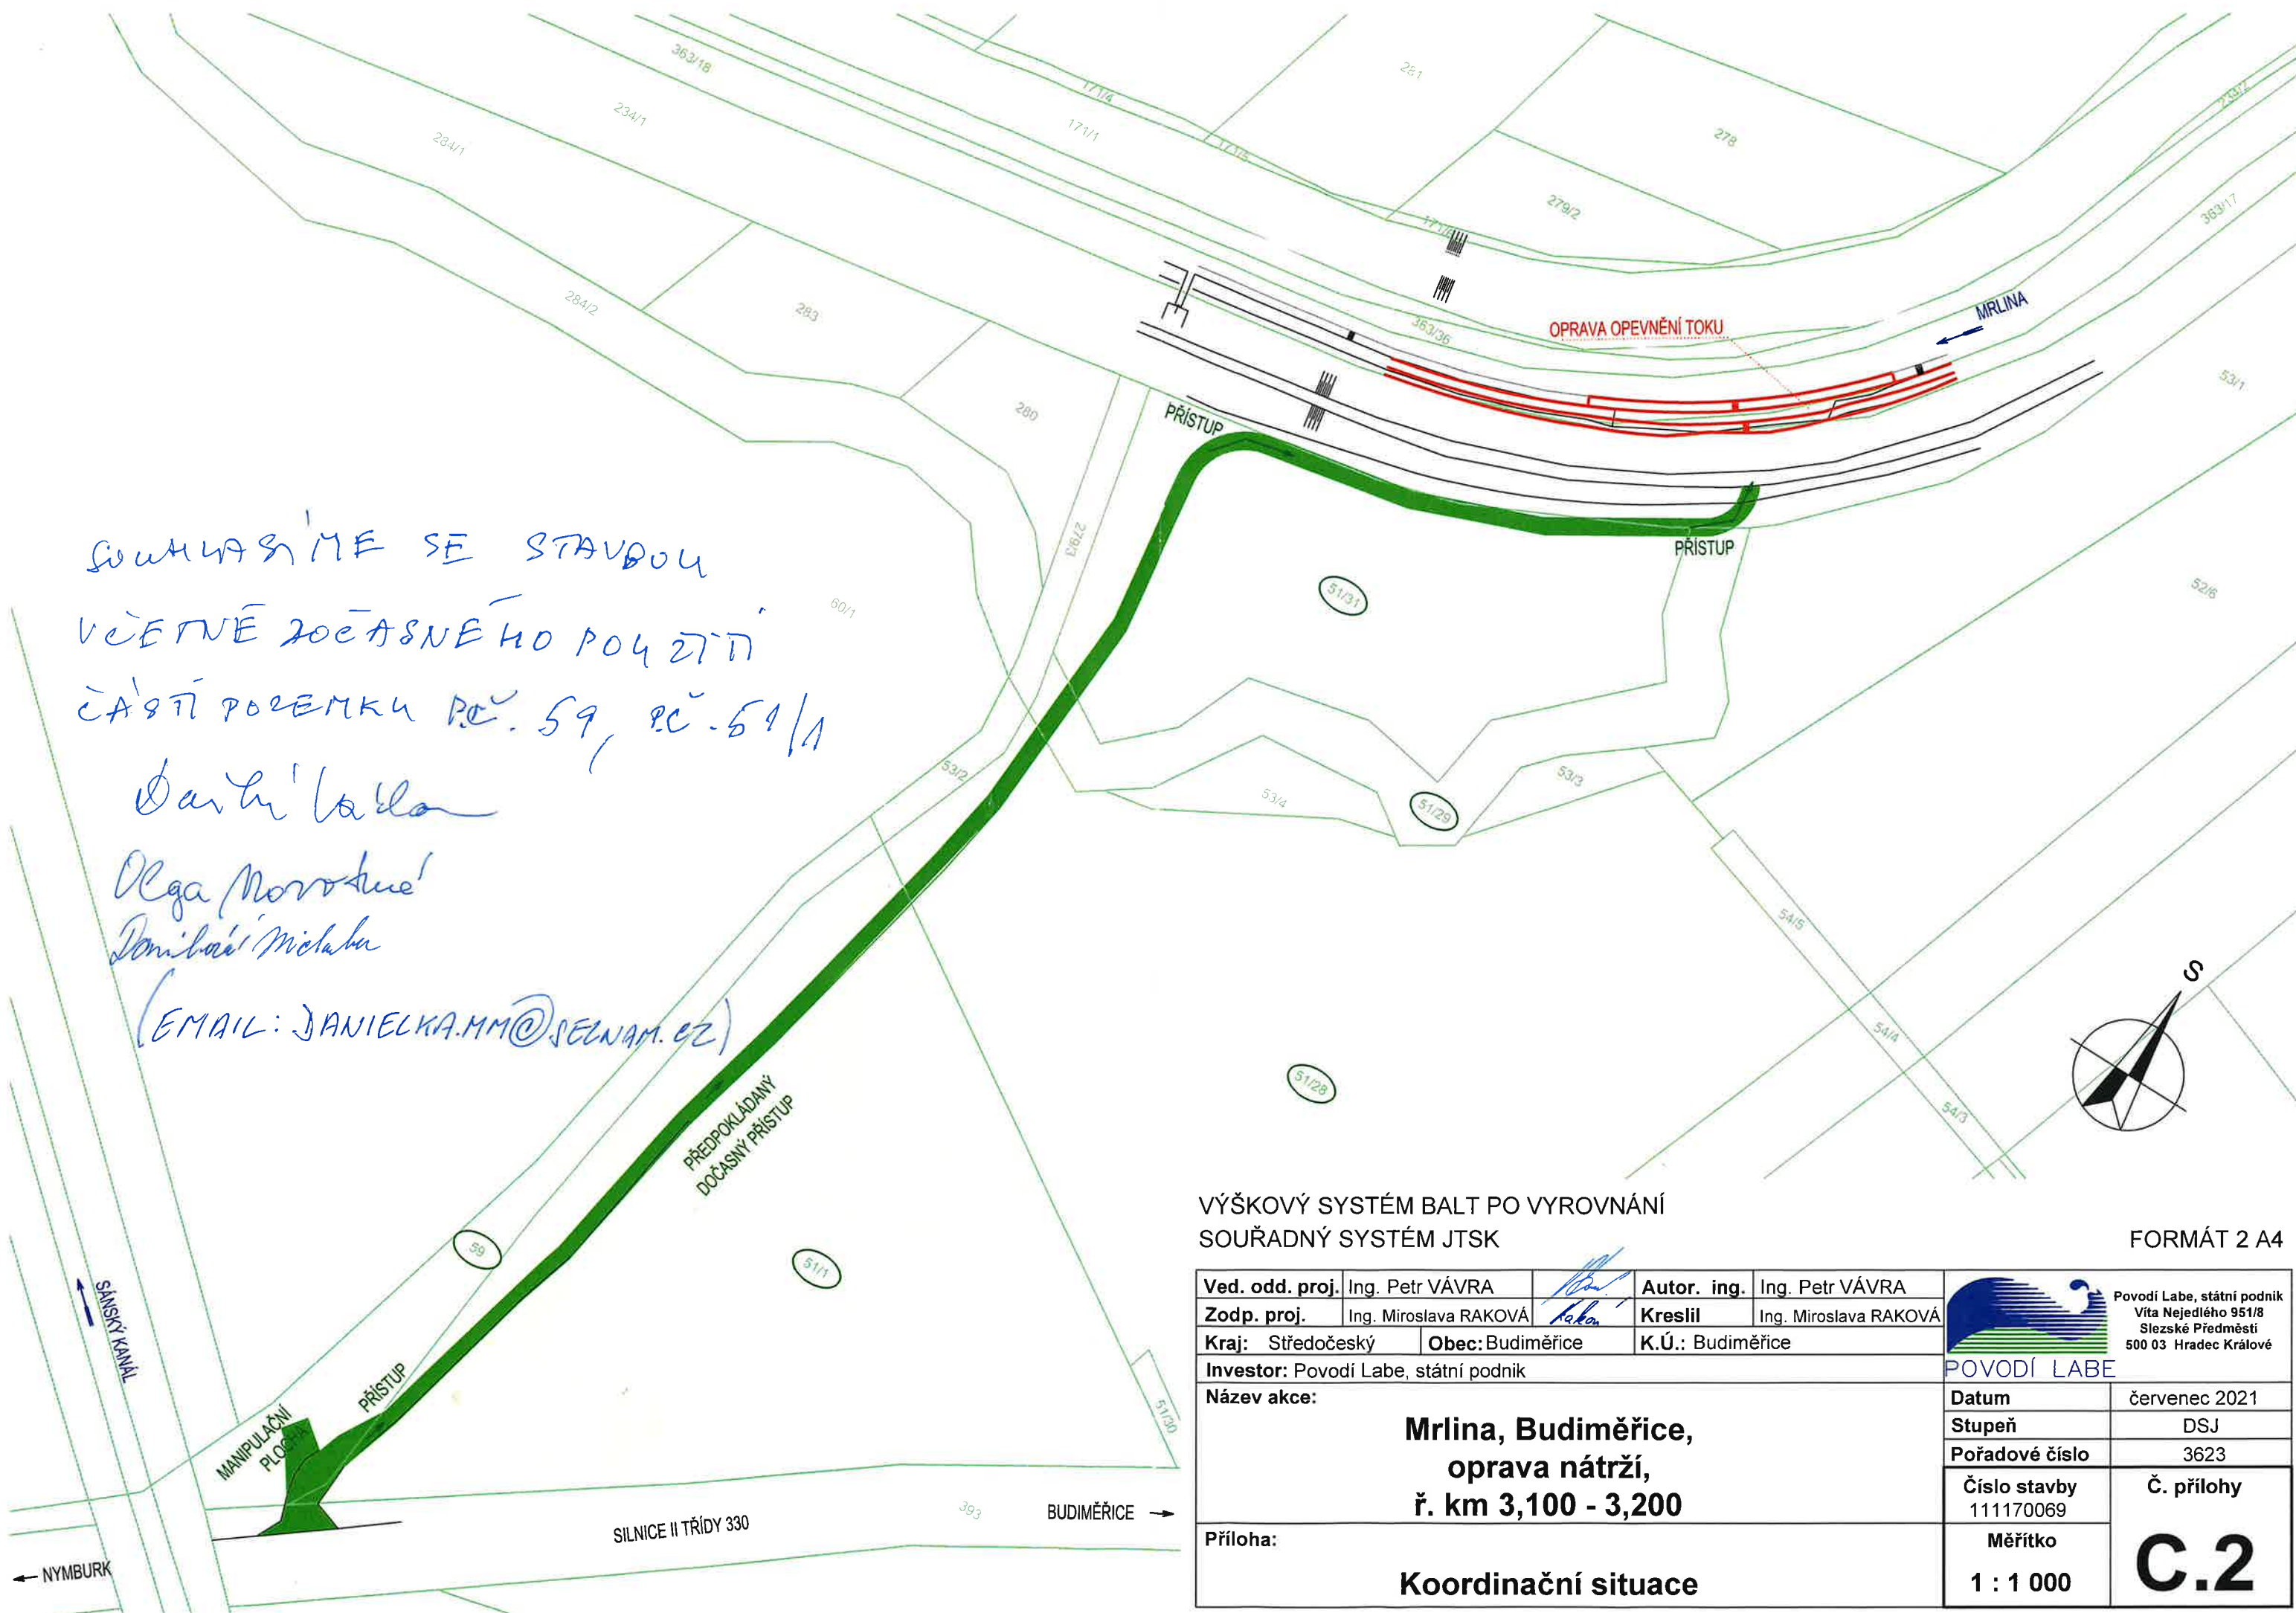 363/18
234/1
284/1
171/4
171/1
171/5
281
278
234/2
279/2
171/6
363/17
284/2
283
363/36
OPRAVA OPEVNĚNÍ TOKU
MRLINA
53/1
280
PŘÍSTUP
279/3
PŘÍSTUP
51/31
52/6
60/1
SOUHLASÍME SE STAVBOU
VČETNĚ DOČASNÉHO POUŽITÍ
ČÁSTÍ POZEMKU P.Č. 59, P.Č. 51/1
Olga Novotná
Michaela
(EMAIL: DANIELKA.MM@SEZNAM.CZ)
53/2
53/4
53/3
51/29
54/5
54/4
54/3
S
51/28
PŘEDPOKLÁDANÝ
DOČASNÝ PŘÍSTUP
59
51/1
SÁNSKÝ KANÁL
PŘÍSTUP
MANIPULAČNÍ
PLOCHA
51/30
393
SILNICE II TŘÍDY 330
BUDIMĚŘICE
NYMBURK
VÝŠKOVÝ SYSTÉM BALT PO VYROVNÁNÍ
SOUŘADNÝ SYSTÉM JTSK
FORMÁT 2 A4
Ved. odd. proj. Ing. Petr VÁVRA Autor. ing. Ing. Petr VÁVRA
Zodp. proj. Ing. Miroslava RAKOVÁ Kreslil Ing. Miroslava RAKOVÁ
Kraj: Středočeský Obec: Budiměřice K.Ú.: Budiměřice
Investor: Povodí Labe, státní podnik
POVODÍ LABE
Povodí Labe, státní podnik
Víta Nejedlého 951/8
Slezské Předměstí
500 03 Hradec Králové
Název akce:
Mrlina, Budiměřice,
oprava nátrží,
ř. km 3,100 - 3,200
Datum červenec 2021
Stupeň DSJ
Pořadové číslo 3623
Číslo stavby
111170069
Č. přílohy
C.2
Příloha:
Koordinační situace
Měřítko
1 : 1 000